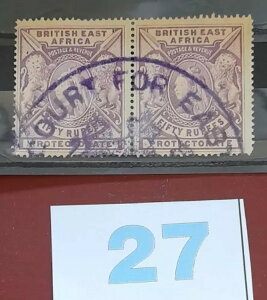 BRITISH EAST AFRICA
POSTAGE & REVENUE
FIFTY RUPEES
PROTECTORATE
BRITISH EAST AFRICA
POSTAGE & REVENUE
FIFTY RUPEES
PROTECTORATE
COURT FOR EAST
27